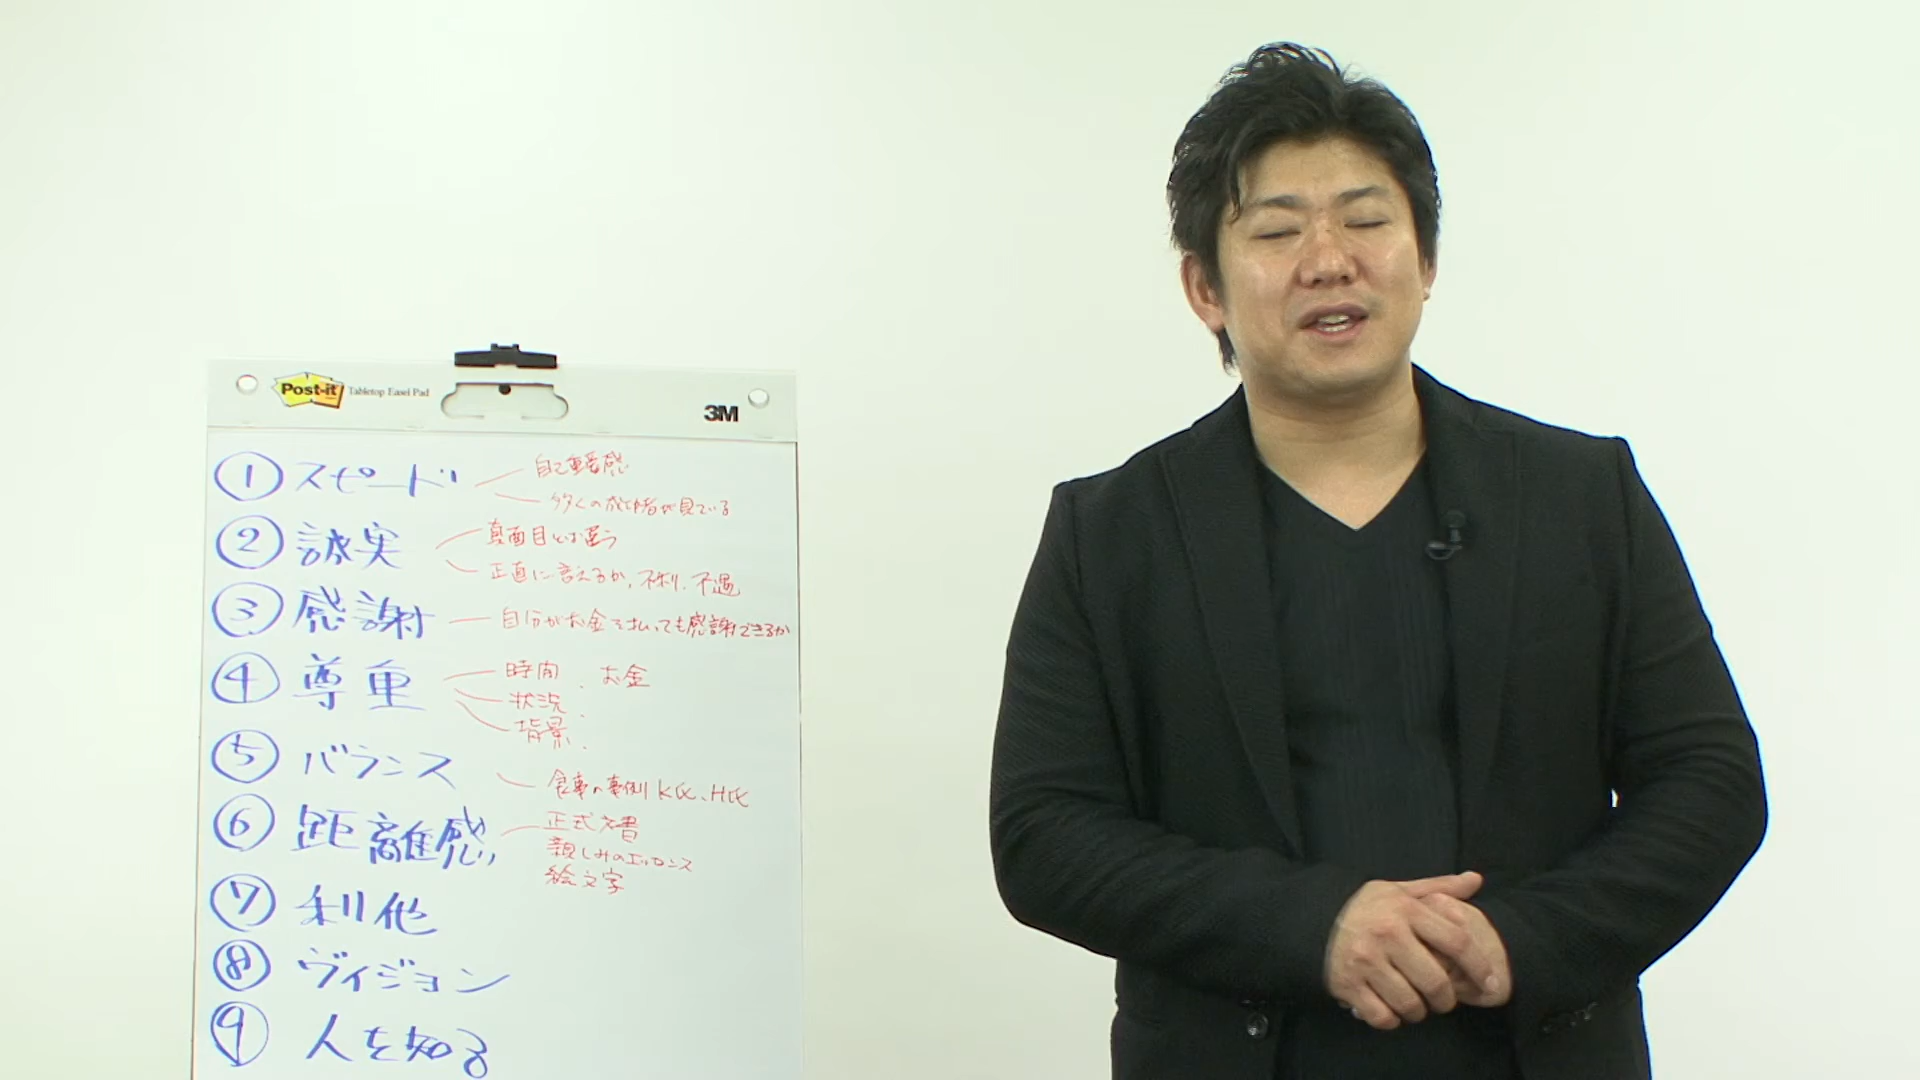 Post-it Tabletop Easel Pad
3M
① スピード
自己重要感
多くの成功者が見ている
② 誠実
真面目とは違う
正直に言えるか, 不利、不遇
③ 感謝
自分がお金を払っても感謝できるか
④ 尊重
時間、お金
状況、
背景、
⑤ バランス
食事の事例
⑥ 距離感
正式文書
親しみのエッセンス
絵文字
⑦ 利他
⑧ ヴィジョン
⑨ 人を知る